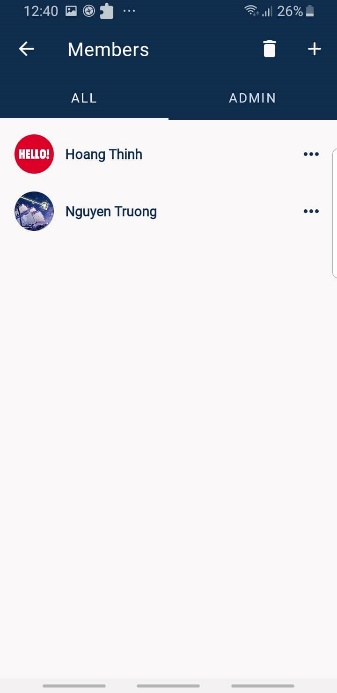 12:40 26%
Members
ALL ADMIN
HELLO! Hoang Thinh
Nguyen Truong